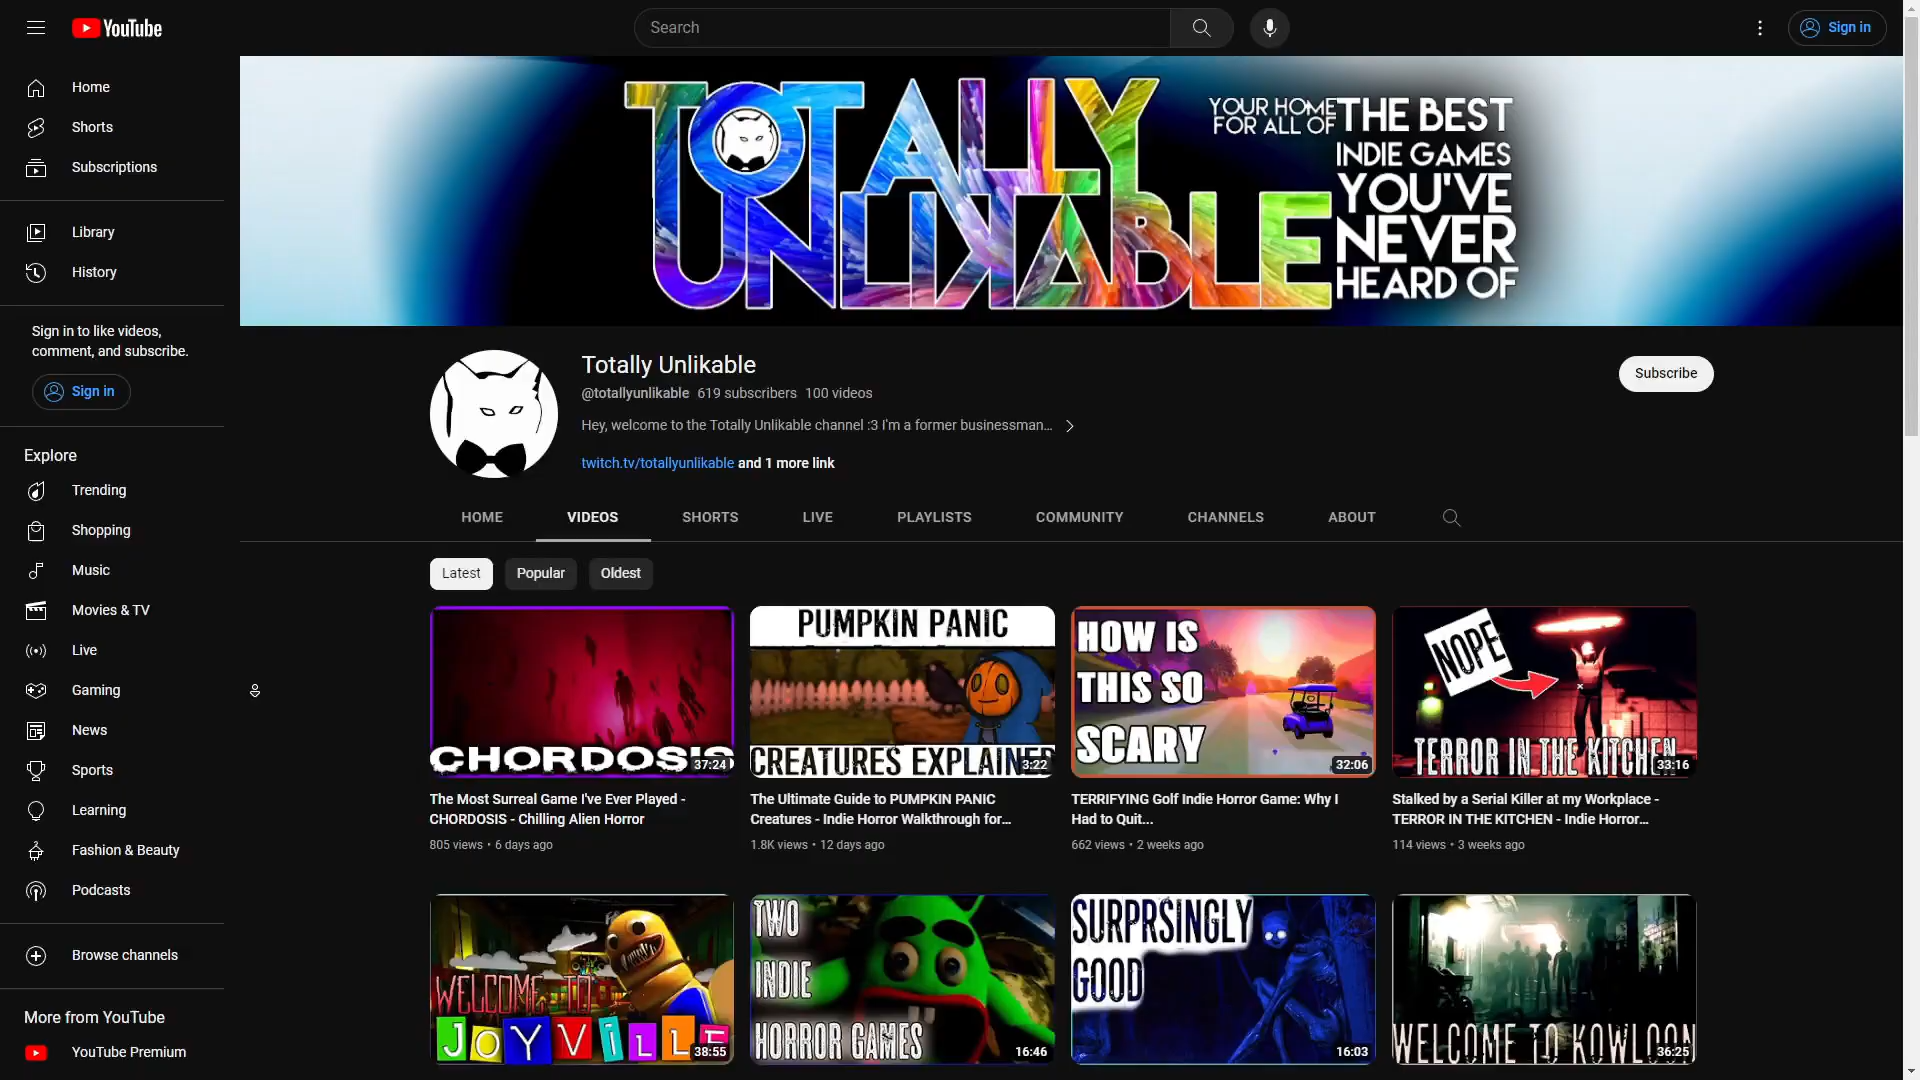 YouTube
Search
Sign in
Home
Shorts
Subscriptions
Library
History
Sign in to like videos,
comment, and subscribe.
Sign in
Explore
Trending
Shopping
Music
Movies & TV
Live
Gaming
News
Sports
Learning
Fashion & Beauty
Podcasts
Browse channels
More from YouTube
YouTube Premium
TOTALLY
UNLIKABLE
YOUR HOME
FOR ALL OF
THE BEST
INDIE GAMES
YOU'VE
NEVER
HEARD OF
Totally Unlikable
@totallyunlikable 619 subscribers 100 videos
Hey, welcome to the Totally Unlikable channel :3 I'm a former businessman...
twitch.tv/totallyunlikable and 1 more link
Subscribe
HOME VIDEOS SHORTS LIVE PLAYLISTS COMMUNITY CHANNELS ABOUT
Latest Popular Oldest
CHORDOSIS
37:24
The Most Surreal Game I've Ever Played -
CHORDOSIS - Chilling Alien Horror
805 views • 6 days ago
PUMPKIN PANIC
CREATURES EXPLAINED
3:22
The Ultimate Guide to PUMPKIN PANIC
Creatures - Indie Horror Walkthrough for...
1.8K views • 12 days ago
HOW IS
THIS SO
SCARY
32:06
TERRIFYING Golf Indie Horror Game: Why I
Had to Quit...
662 views • 2 weeks ago
NOPE
TERROR IN THE KITCHEN
33:16
Stalked by a Serial Killer at my Workplace -
TERROR IN THE KITCHEN - Indie Horror...
114 views • 3 weeks ago
WELCOME TO
JOYVILLE
38:55
TWO
INDIE
HORROR GAMES
16:46
SURPRSINGLY
GOOD
16:03
WELCOME TO KOWLOON
36:25